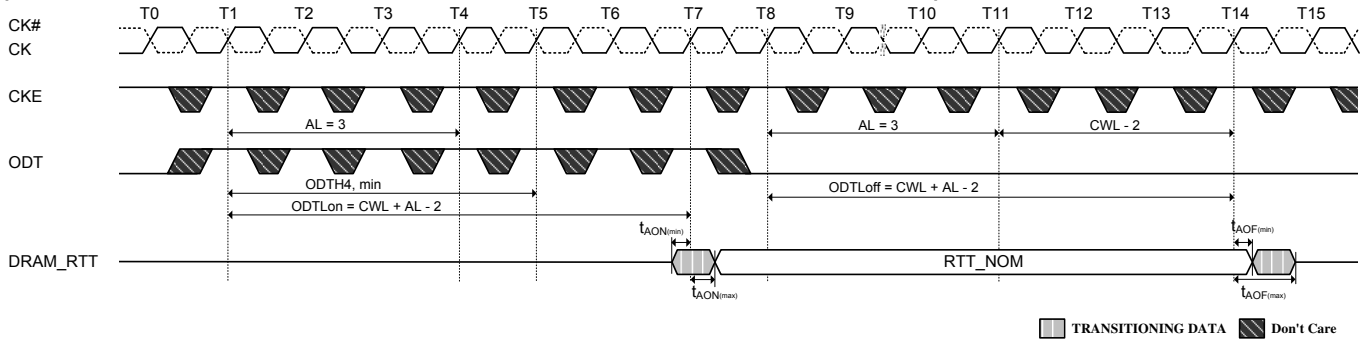 T0 T1 T2 T3 T4 T5 T6 T7 T8 T9 T10 T11 T12 T13 T14 T15
CK#
CK
CKE
AL = 3 AL = 3 CWL - 2
ODT
ODTH4, min
ODTLoff = CWL + AL - 2
ODTLon = CWL + AL - 2
tAON(min) tAOF(min)
DRAM_RTT RTT_NOM
tAON(max) tAOF(max)
TRANSITIONING DATA Don't Care